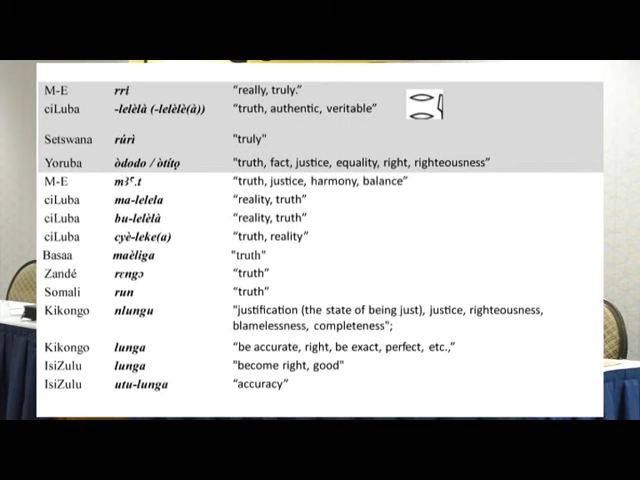 M-E rri͗ “really, truly.”
ciLuba -lelèlà (-lelèlè(à)) “truth, authentic, veritable”
Setswana rúrì "truly"
Yoruba òdodo / òtítọ "truth, fact, justice, equality, right, righteousness”
M-E mꜣꜥ.t “truth, justice, harmony, balance”
ciLuba ma-lelela “reality, truth”
ciLuba bu-lelèlà “reality, truth”
ciLuba cyè-leke(a) “truth, reality”
Basaa maèliga "truth"
Zandé rɛngɔ “truth”
Somali run “truth”
Kikongo nlungu "justification (the state of being just), justice, righteousness,
blamelessness, completeness";
Kikongo lunga “be accurate, right, be exact, perfect, etc.,”
IsiZulu lunga "become right, good"
IsiZulu utu-lunga “accuracy”